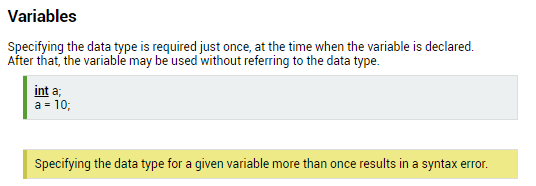 Variables
Specifying the data type is required just once, at the time when the variable is declared.
After that, the variable may be used without referring to the data type.
int a;
a = 10;
Specifying the data type for a given variable more than once results in a syntax error.